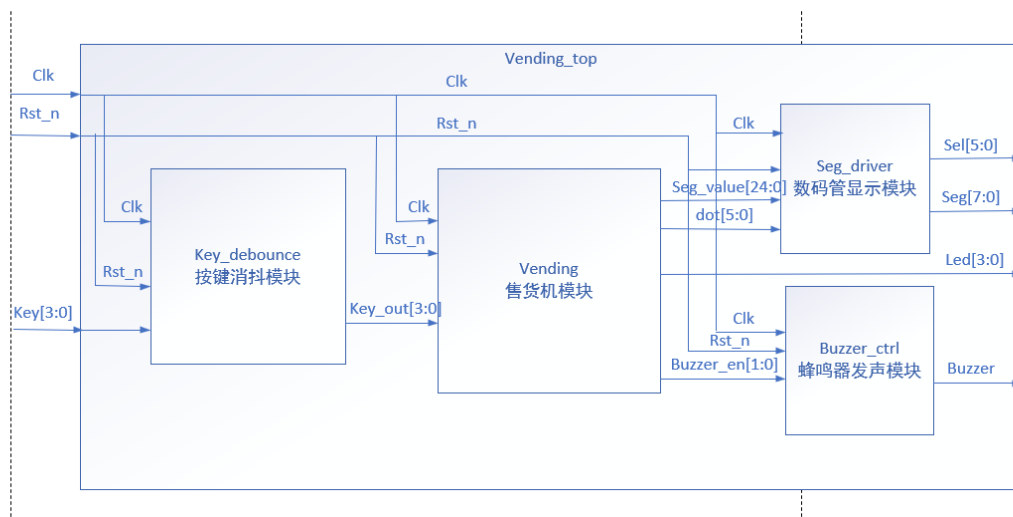 Vending_top
Clk
Clk
Rst_n
Rst_n
Clk
Seg_driver
数码管显示模块
Sel[5:0]
Seg[7:0]
Seg_value[24:0]
dot[5:0]
Clk
Rst_n
Key_debounce
按键消抖模块
Clk
Rst_n
Vending
售货机模块
Led[3:0]
Key[3:0]
Key_out[3:0]
Clk
Rst_n
Buzzer_en[1:0]
Buzzer_ctrl
蜂鸣器发声模块
Buzzer